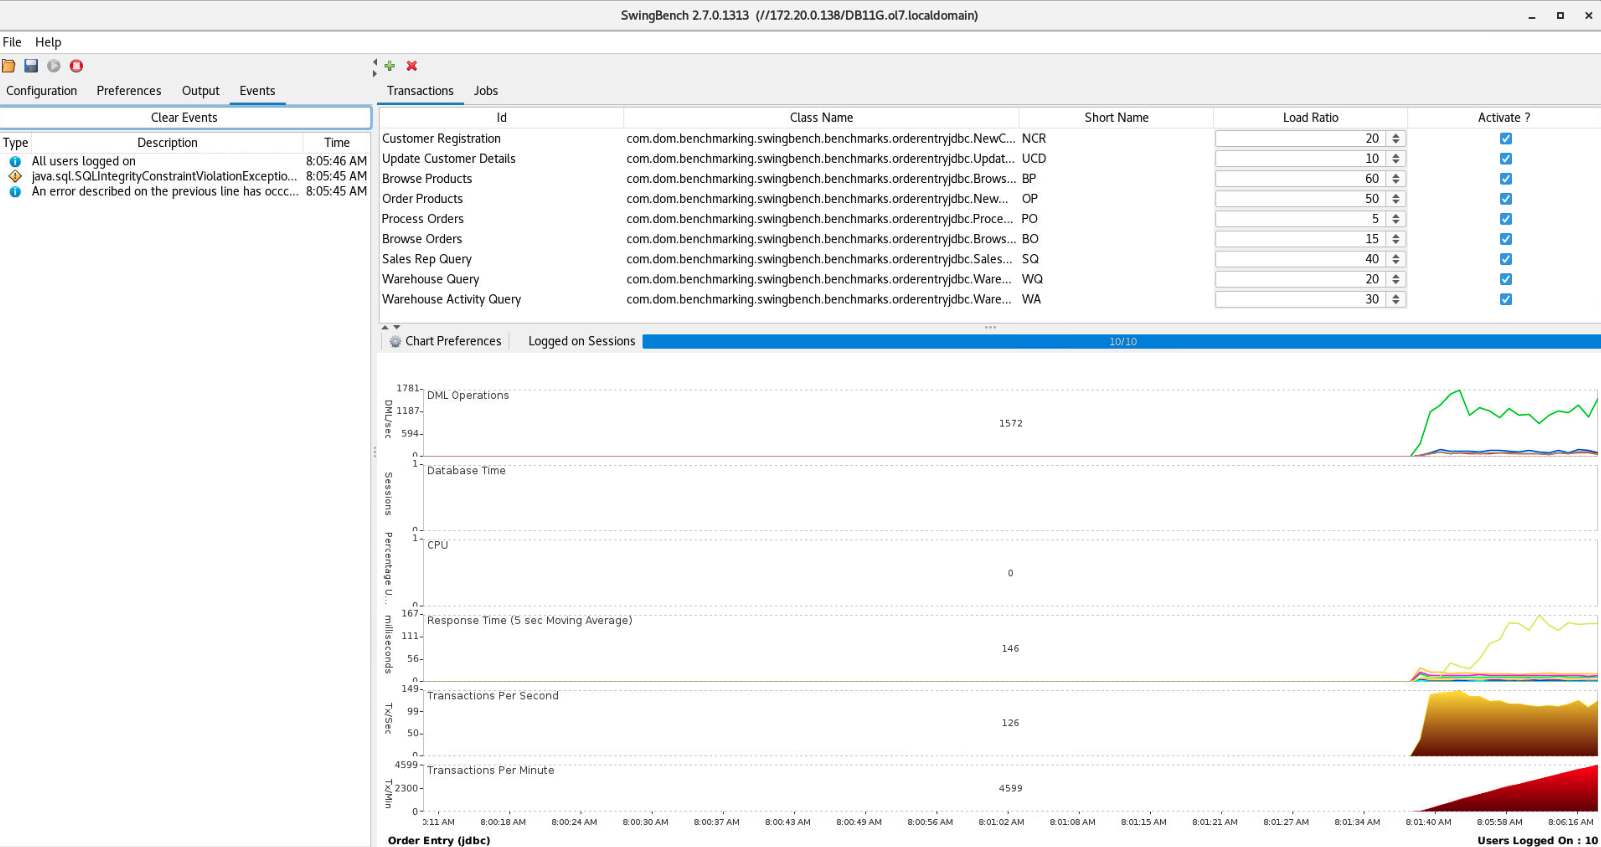 SwingBench 2.7.0.1313  (//172.20.0.138/DB11G.ol7.localdomain)
File Help
Configuration Preferences Output Events
Clear Events
Type Description Time
All users logged on 8:05:46 AM
java.sql.SQLIntegrityConstraintViolationExceptio... 8:05:45 AM
An error described on the previous line has occc... 8:05:45 AM
Transactions Jobs
Id Class Name Short Name Load Ratio Activate ?
Customer Registration com.dom.benchmarking.swingbench.benchmarks.orderentryjdbc.NewC... NCR 20
Update Customer Details com.dom.benchmarking.swingbench.benchmarks.orderentryjdbc.Updat... UCD 10
Browse Products com.dom.benchmarking.swingbench.benchmarks.orderentryjdbc.Brows... BP 60
Order Products com.dom.benchmarking.swingbench.benchmarks.orderentryjdbc.New... OP 50
Process Orders com.dom.benchmarking.swingbench.benchmarks.orderentryjdbc.Proce... PO 5
Browse Orders com.dom.benchmarking.swingbench.benchmarks.orderentryjdbc.Brows... BO 15
Sales Rep Query com.dom.benchmarking.swingbench.benchmarks.orderentryjdbc.Sales... SQ 40
Warehouse Query com.dom.benchmarking.swingbench.benchmarks.orderentryjdbc.Ware... WQ 20
Warehouse Activity Query com.dom.benchmarking.swingbench.benchmarks.orderentryjdbc.Ware... WA 30
Chart Preferences Logged on Sessions 10/10
DML Operations
DML/sec
1781
1187
594
0
1572
Database Time
Sessions
1
0
CPU
Percentage U...
1
0
0
Response Time (5 sec Moving Average)
milliseconds
167
111
56
0
146
Transactions Per Second
Tx/Sec
149
99
50
0
126
Transactions Per Minute
Tx/Min
4599
2300
0
4599
0:11 AM 8:00:18 AM 8:00:24 AM 8:00:30 AM 8:00:37 AM 8:00:43 AM 8:00:49 AM 8:00:56 AM 8:01:02 AM 8:01:08 AM 8:01:15 AM 8:01:21 AM 8:01:27 AM 8:01:34 AM 8:01:40 AM 8:05:58 AM 8:06:16 AM
Order Entry (jdbc) Users Logged On : 10